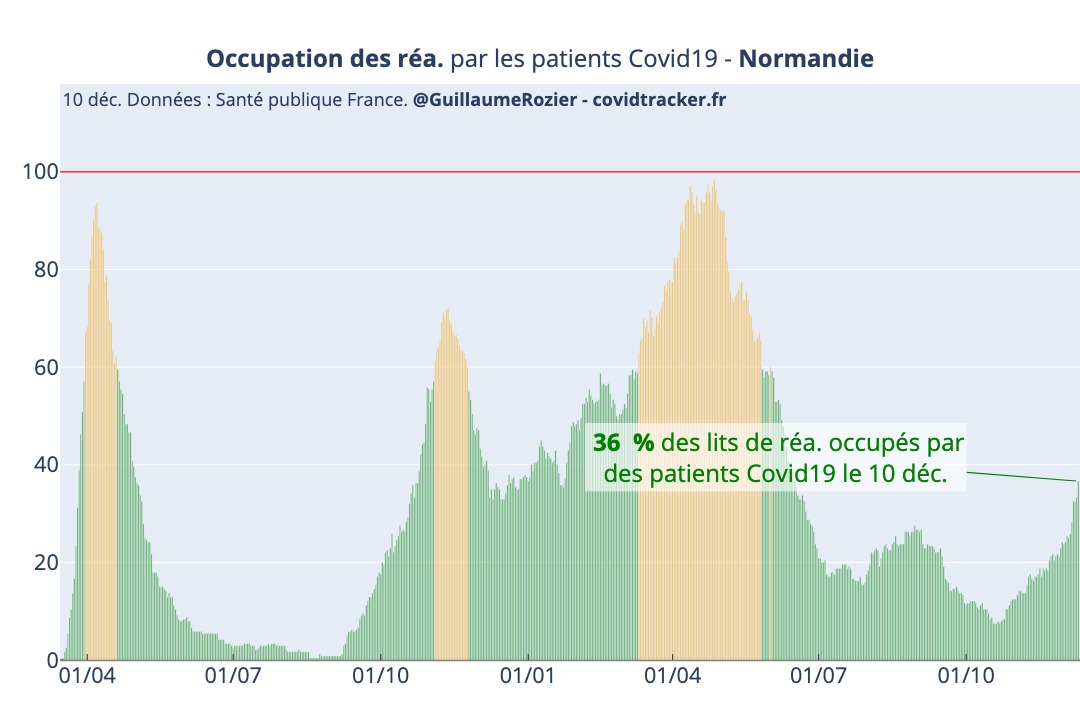 Occupation des réa. par les patients Covid19 - Normandie
10 déc. Données : Santé publique France. @GuillaumeRozier - covidtracker.fr
100
80
60
40
20
0
36  % des lits de réa. occupés par
des patients Covid19 le 10 déc.
01/04 01/07 01/10 01/01 01/04 01/07 01/10